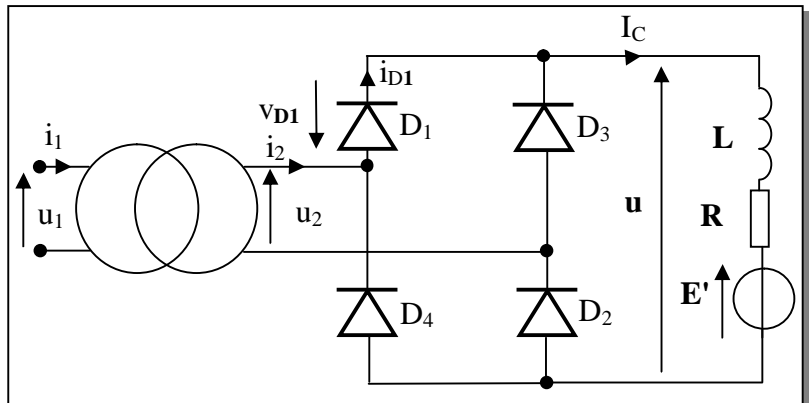 I_C
i_D1
v_D1
D_1
D_3
i_1
i_2
L
u_1
u_2
u
R
E'
D_4
D_2